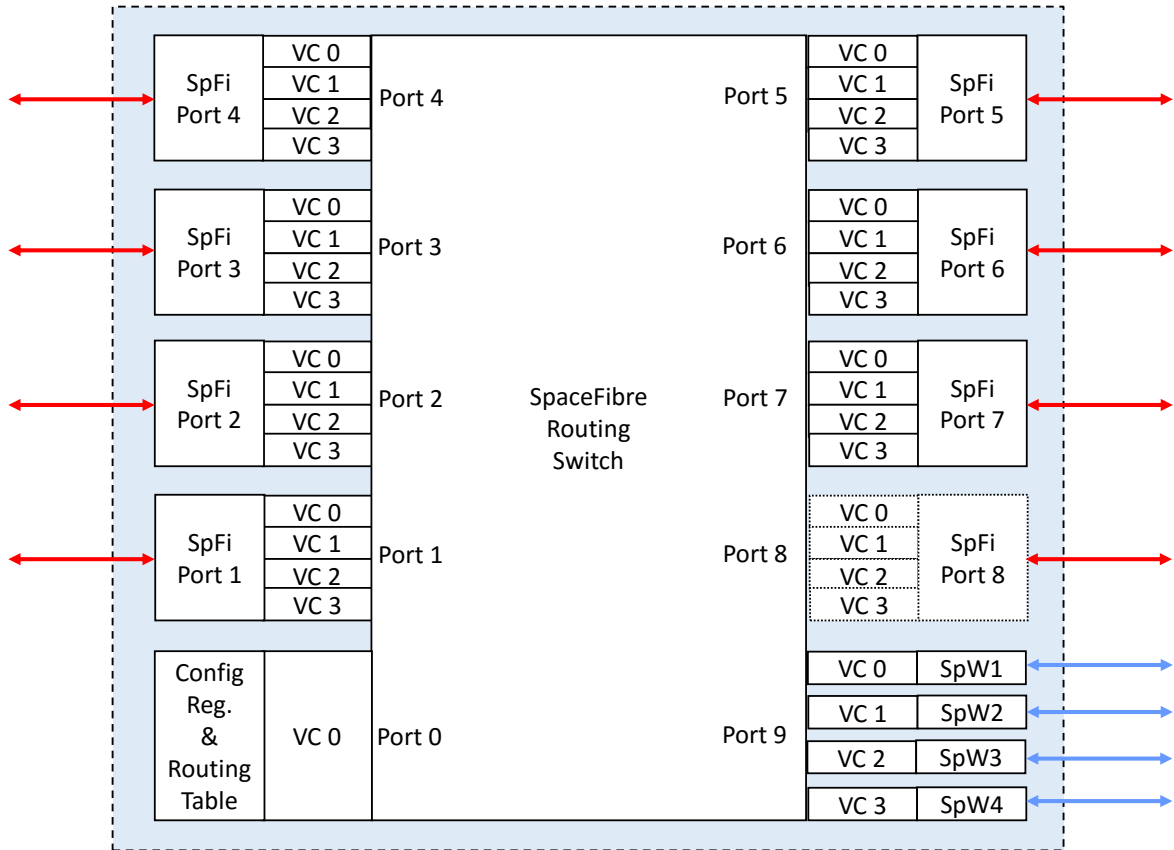 SpFi
Port 4
VC 0
VC 1
VC 2
VC 3
Port 4
SpFi
Port 3
VC 0
VC 1
VC 2
VC 3
Port 3
SpFi
Port 2
VC 0
VC 1
VC 2
VC 3
Port 2
SpFi
Port 1
VC 0
VC 1
VC 2
VC 3
Port 1
Config
Reg.
&
Routing
Table
VC 0
Port 0
SpaceFibre
Routing
Switch
Port 5
VC 0
VC 1
VC 2
VC 3
SpFi
Port 5
Port 6
VC 0
VC 1
VC 2
VC 3
SpFi
Port 6
Port 7
VC 0
VC 1
VC 2
VC 3
SpFi
Port 7
Port 8
VC 0
VC 1
VC 2
VC 3
SpFi
Port 8
Port 9
VC 0 SpW1
VC 1 SpW2
VC 2 SpW3
VC 3 SpW4